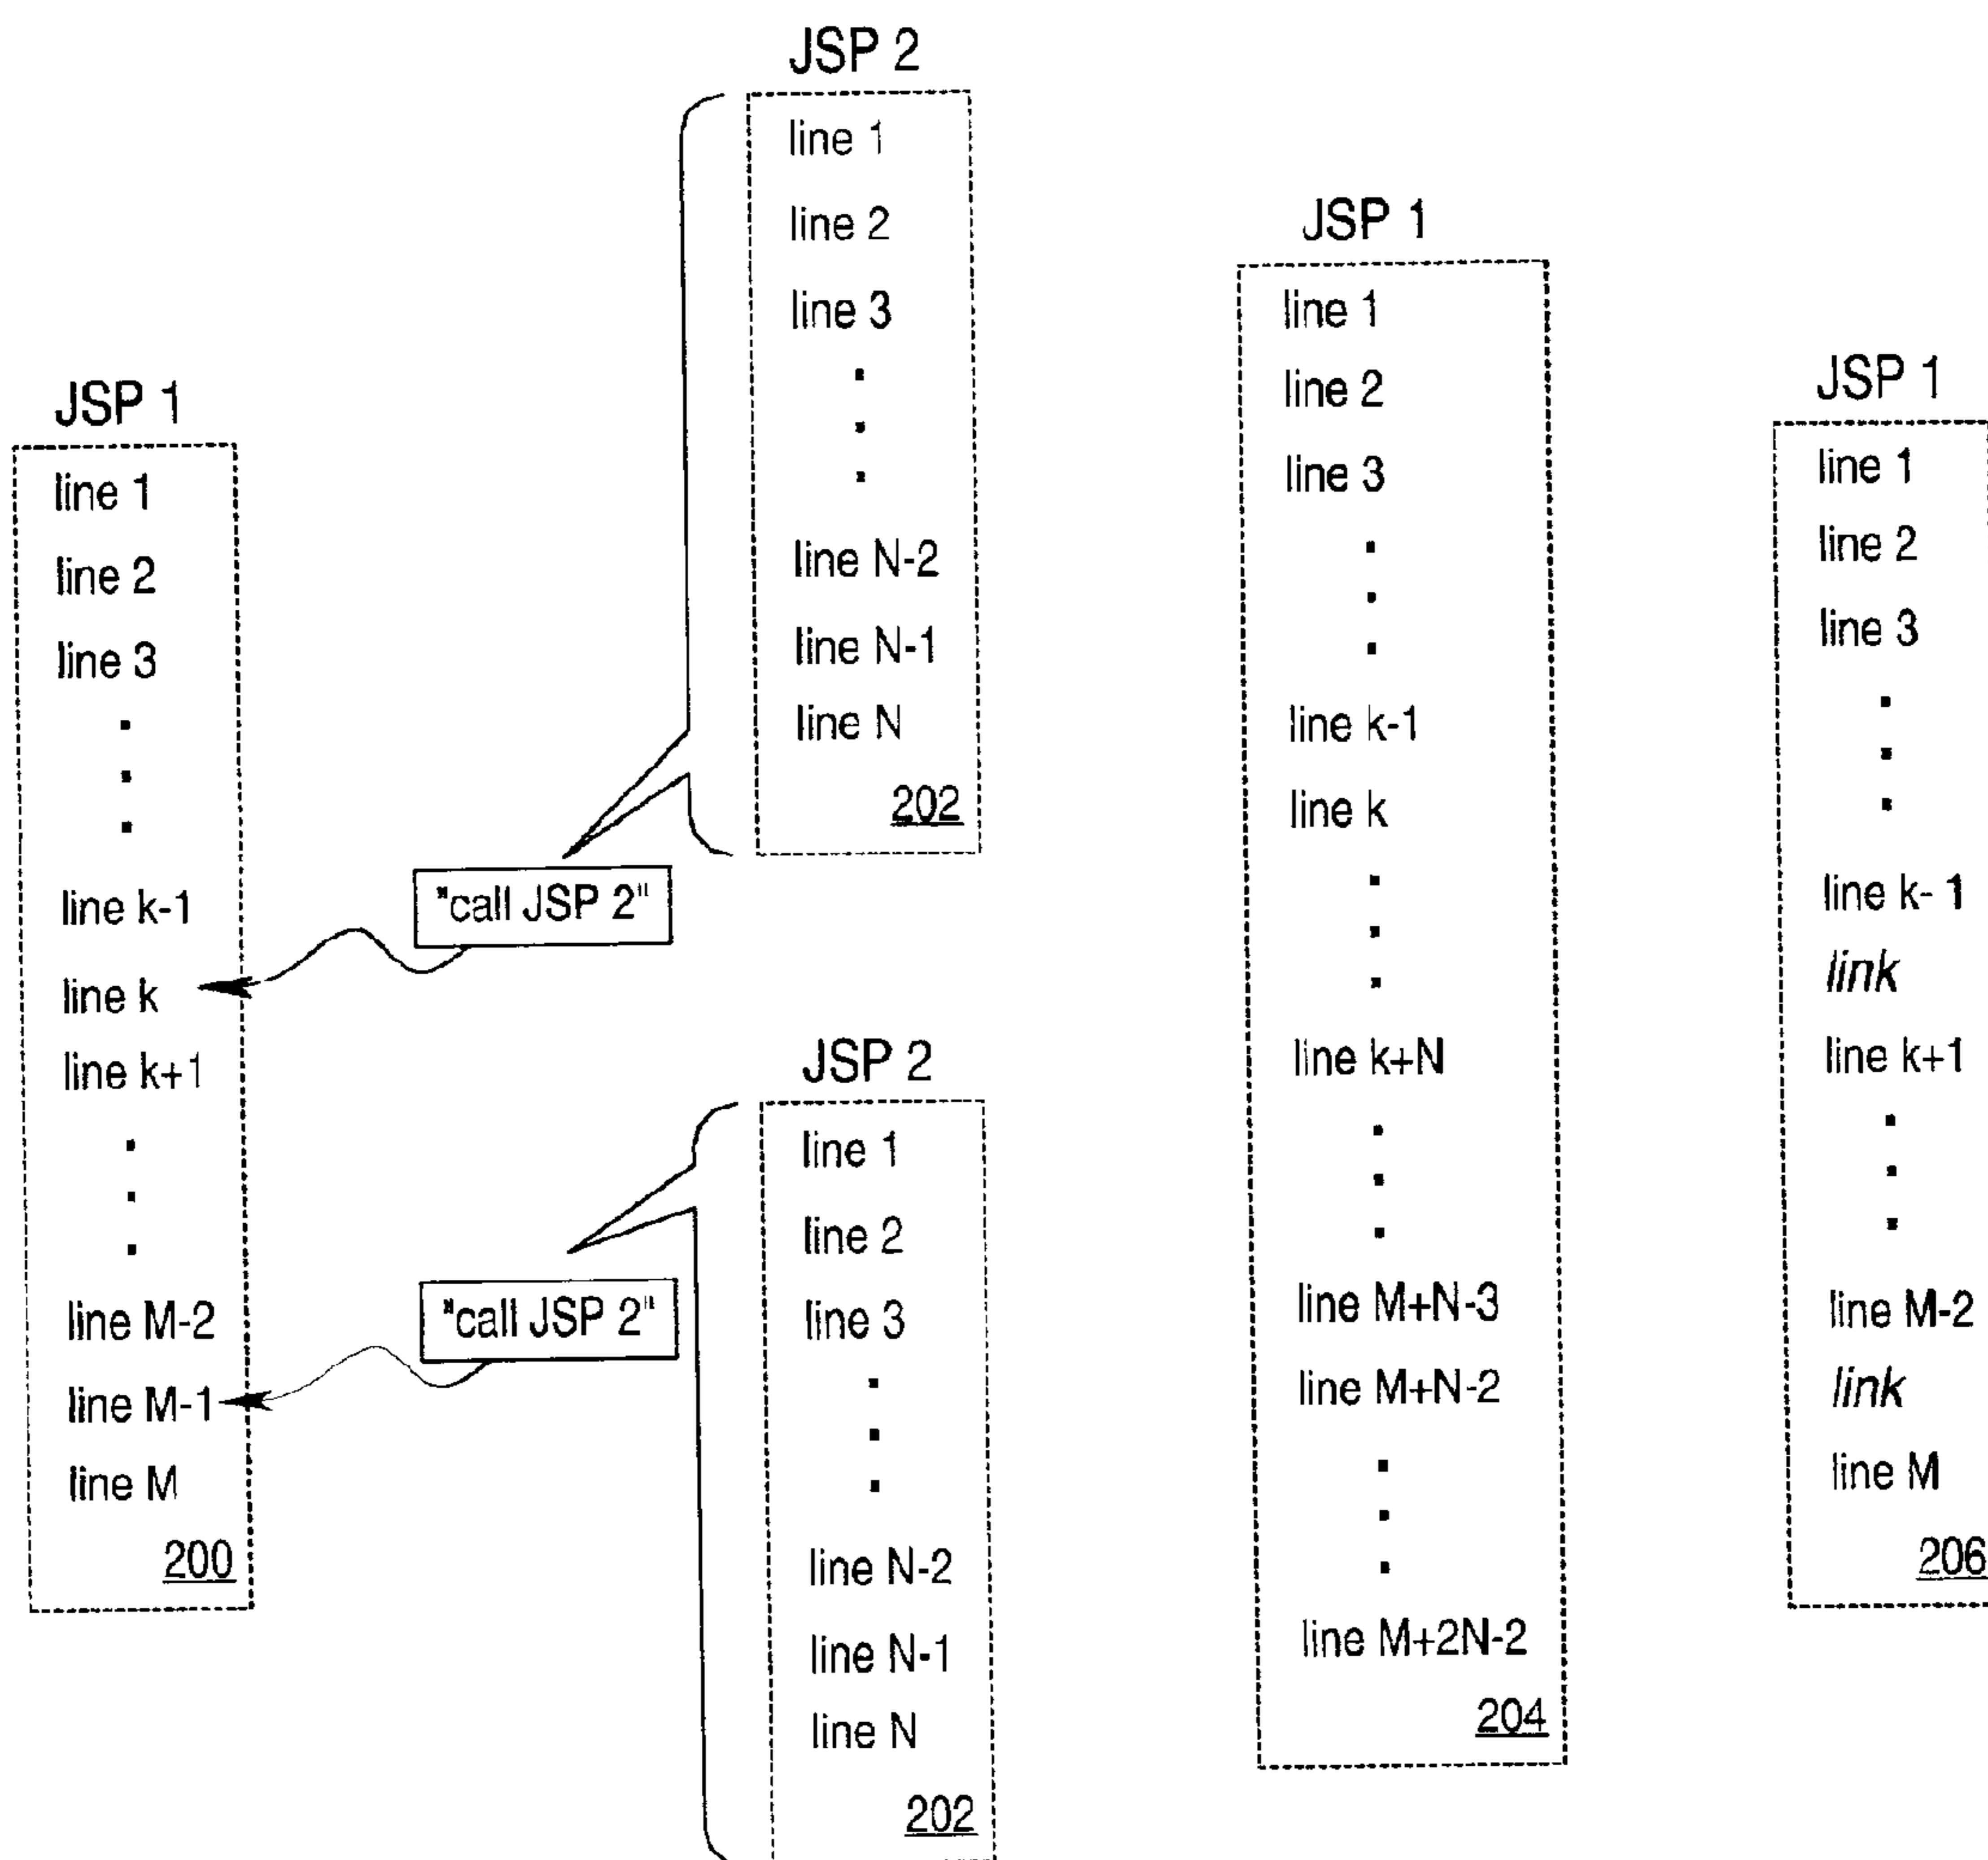 JSP 1
line 1
line 2
line 3
line k-1
line k
line k+1
line M-2
line M-1
line M
200
"call JSP 2"
"call JSP 2"
JSP 2
line 1
line 2
line 3
line N-2
line N-1
line N
202
JSP 2
line 1
line 2
line 3
line N-2
line N-1
line N
202
JSP 1
line 1
line 2
line 3
line k-1
line k
line k+N
line M+N-3
line M+N-2
line M+2N-2
204
JSP 1
line 1
line 2
line 3
line k- 1
link
line k+1
line M-2
link
line M
206